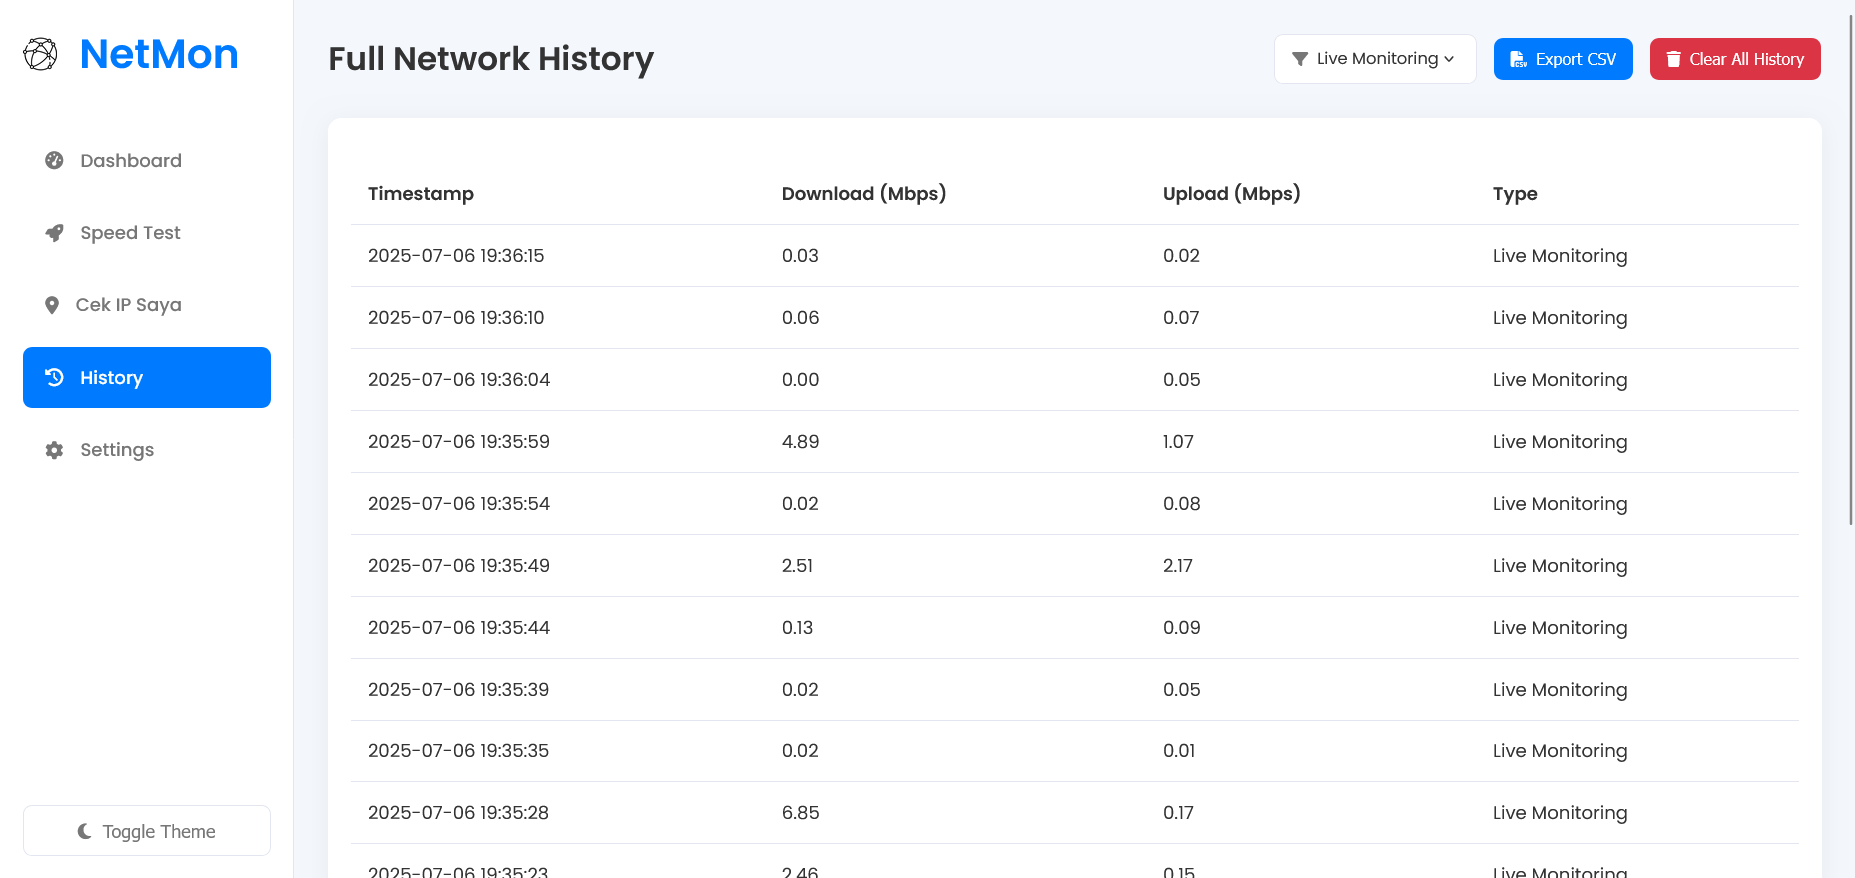 NetMon
Full Network History
Live Monitoring
Export CSV
Clear All History
Dashboard
Speed Test
Cek IP Saya
History
Settings
Toggle Theme
Timestamp Download (Mbps) Upload (Mbps) Type
2025-07-06 19:36:15 0.03 0.02 Live Monitoring
2025-07-06 19:36:10 0.06 0.07 Live Monitoring
2025-07-06 19:36:04 0.00 0.05 Live Monitoring
2025-07-06 19:35:59 4.89 1.07 Live Monitoring
2025-07-06 19:35:54 0.02 0.08 Live Monitoring
2025-07-06 19:35:49 2.51 2.17 Live Monitoring
2025-07-06 19:35:44 0.13 0.09 Live Monitoring
2025-07-06 19:35:39 0.02 0.05 Live Monitoring
2025-07-06 19:35:35 0.02 0.01 Live Monitoring
2025-07-06 19:35:28 6.85 0.17 Live Monitoring
2025-07-06 19:35:23 2.46 0.15 Live Monitoring